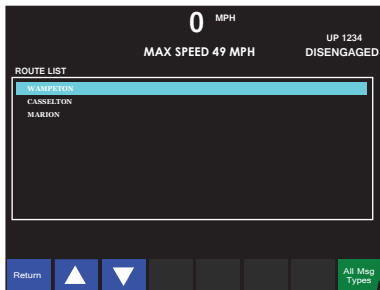 0 MPH
UP 1234
MAX SPEED 49 MPH DISENGAGED
ROUTE LIST
WAMPETON
CASSELTON
MARION
Return
All Msg
Types